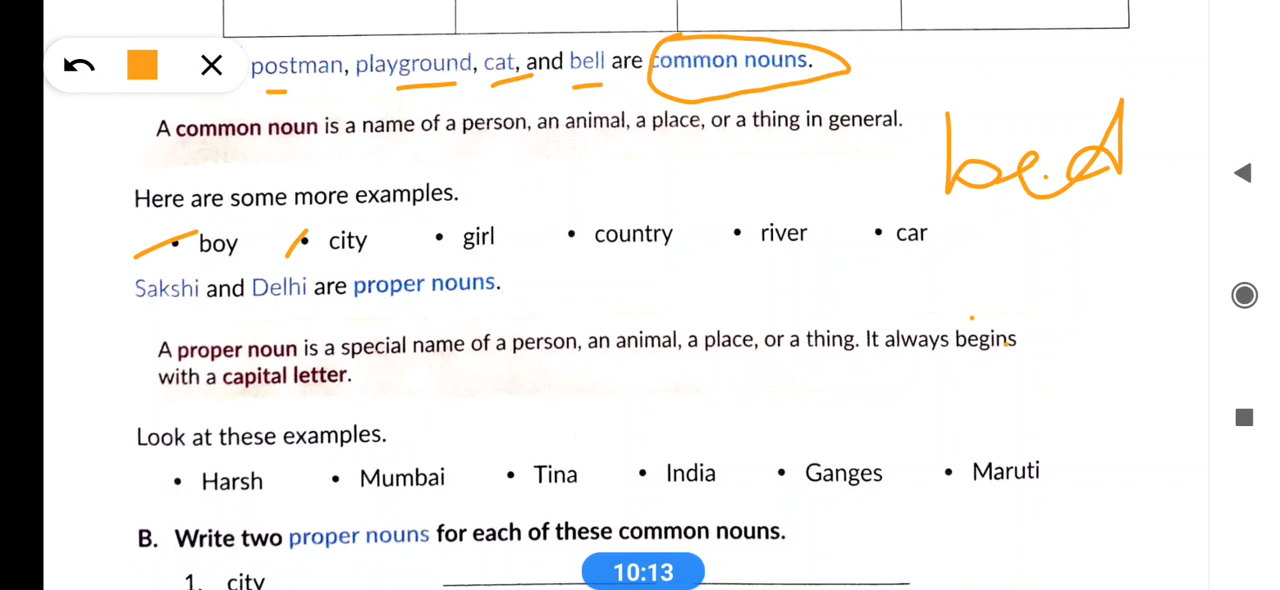 postman, playground, cat, and bell are common nouns.
A common noun is a name of a person, an animal, a place, or a thing in general.
bed
Here are some more examples.
• boy • city • girl • country • river • car
Sakshi and Delhi are proper nouns.
A proper noun is a special name of a person, an animal, a place, or a thing. It always begins
with a capital letter.
Look at these examples.
• Harsh • Mumbai • Tina • India • Ganges • Maruti
B. Write two proper nouns for each of these common nouns.
1. city
10:13